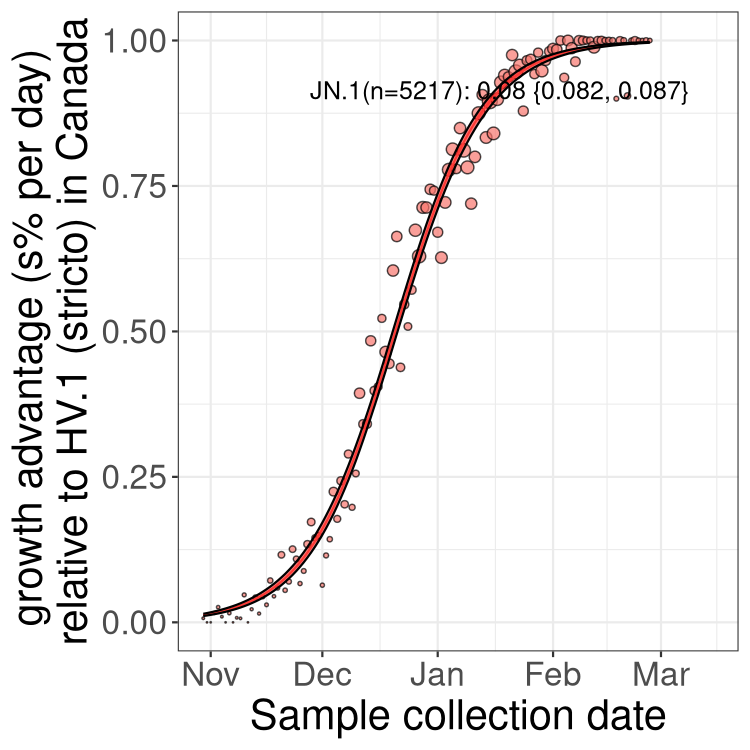 growth advantage (s% per day)
relative to HV.1 (stricto) in Canada
1.00
0.75
0.50
0.25
0.00
JN.1(n=5217): 0.08 {0.082, 0.087}
Nov Dec Jan Feb Mar
Sample collection date